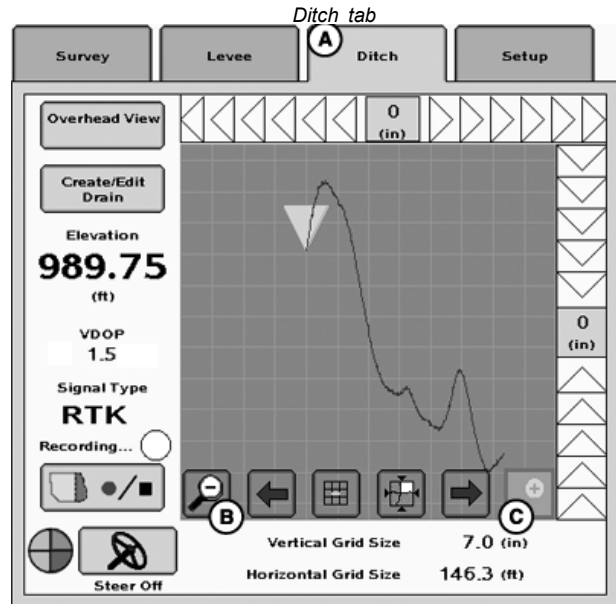 Ditch tab
A
Survey
Levee
Ditch
Setup
Overhead View
0
(in)
Create/Edit
Drain
Elevation
989.75
(ft)
VDOP
1.5
0
(in)
Signal Type
RTK
Recording...
B
C
Steer Off
Vertical Grid Size 7.0 (in)
Horizontal Grid Size 146.3 (ft)